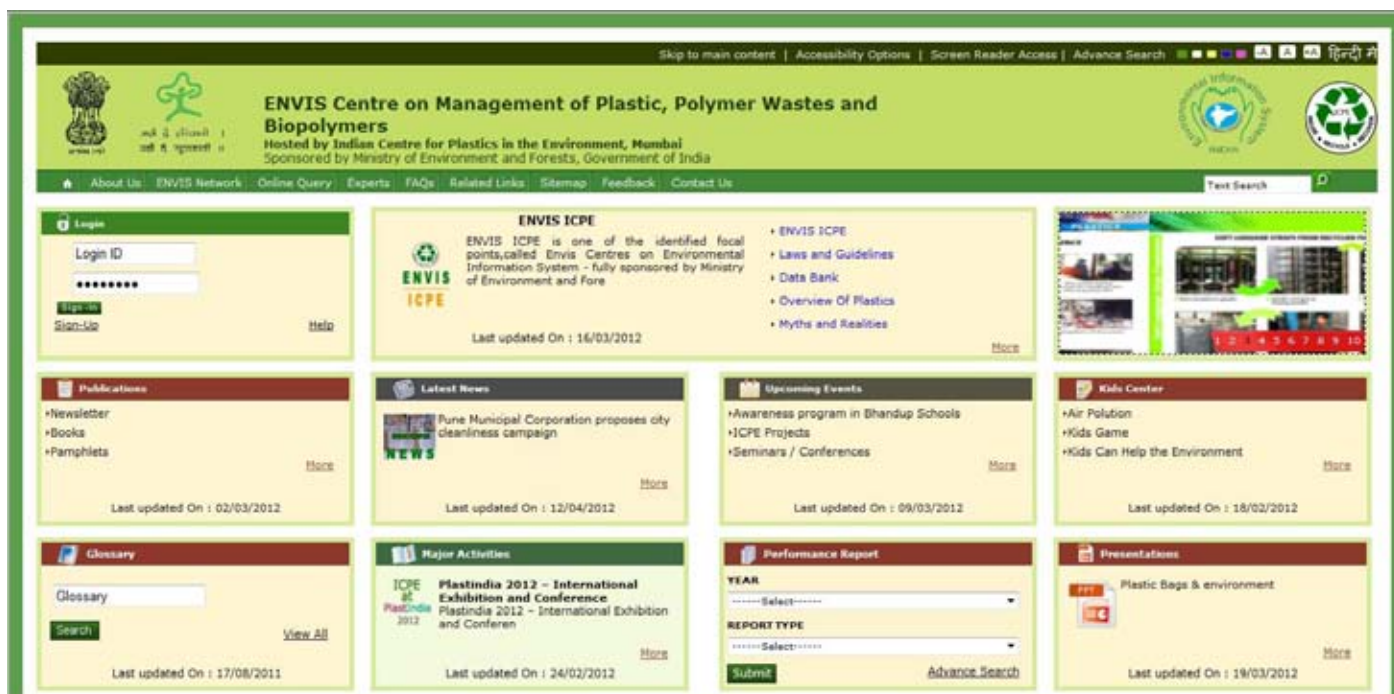 Skip to main content | Accessibility Options | Screen Reader Access | Advance Search -A A +A हिन्दी में
ENVIS Centre on Management of Plastic, Polymer Wastes and
Biopolymers
Hosted by Indian Centre for Plastics in the Environment, Mumbai
Sponsored by Ministry of Environment and Forests, Government of India
About Us ENVIS Network Online Query Experts FAQs Related Links Sitemap Feedback Contact Us
Text Search
Login
Login ID
Sign-In
Sign-Up Help
ENVIS ICPE
ENVIS ICPE is one of the identified focal
points,called Envis Centres on Environmental
Information System - fully sponsored by Ministry
of Environment and Fore
ENVIS
ICPE
Last updated On : 16/03/2012
ENVIS ICPE
Laws and Guidelines
Data Bank
Overview Of Plastics
Myths and Realities
More
1 2 3 4 5 6 7 8 9 10
Publications
Newsletter
Books
Pamphlets
More
Last updated On : 02/03/2012
Latest News
Pune Municipal Corporation proposes city
cleanliness campaign
NEWS
More
Last updated On : 12/04/2012
Upcoming Events
Awareness program in Bhandup Schools
ICPE Projects
Seminars / Conferences
More
Last updated On : 09/03/2012
Kids Center
Air Polution
Kids Game
Kids Can Help the Environment
More
Last updated On : 18/02/2012
Glossary
Glossary
Search View All
Last updated On : 17/08/2011
Major Activities
ICPE
at
PlastIndia
2012
Plastindia 2012 – International
Exhibition and Conference
Plastindia 2012 – International Exhibition
and Conferen
More
Last updated On : 24/02/2012
Performance Report
YEAR
------Select------
REPORT TYPE
------Select------
Submit Advance Search
Presentations
PPT
Plastic Bags & environment
More
Last updated On : 19/03/2012